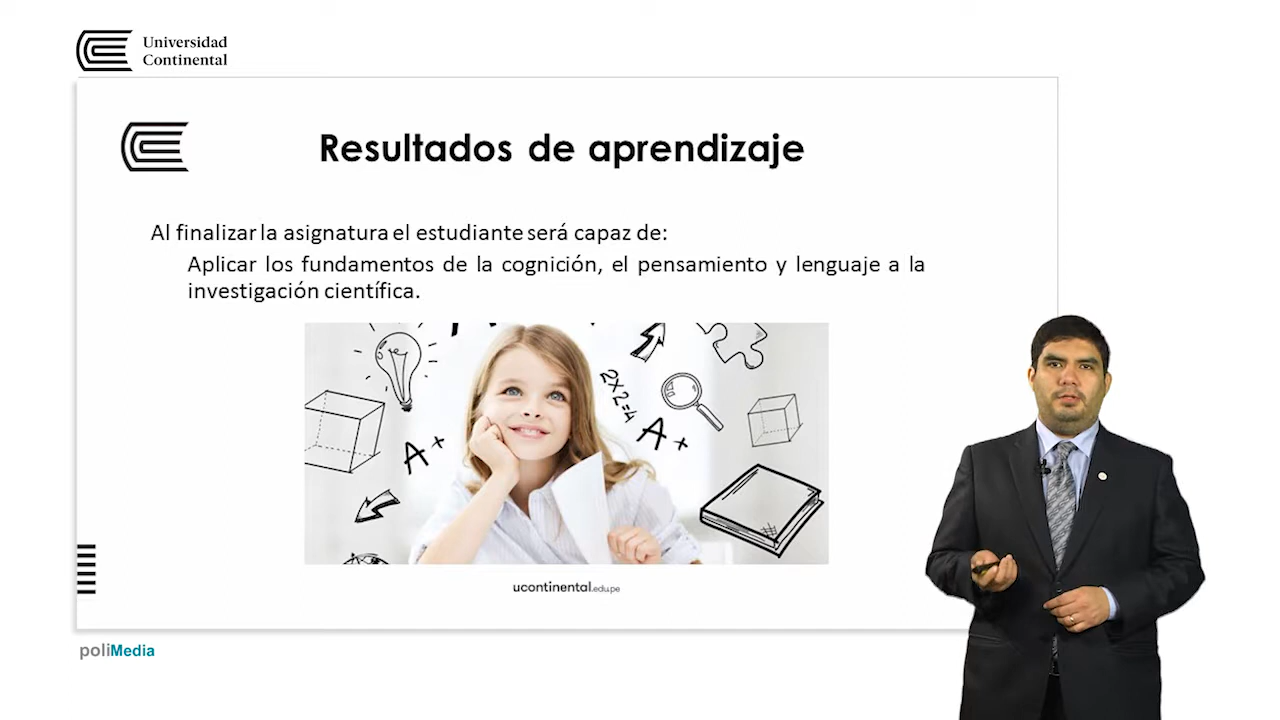 Universidad
Continental
Resultados de aprendizaje
Al finalizar la asignatura el estudiante será capaz de:
Aplicar los fundamentos de la cognición, el pensamiento y lenguaje a la
investigación científica.
2x2=4
A+
A+
ucontinental.edu.pe
poliMedia